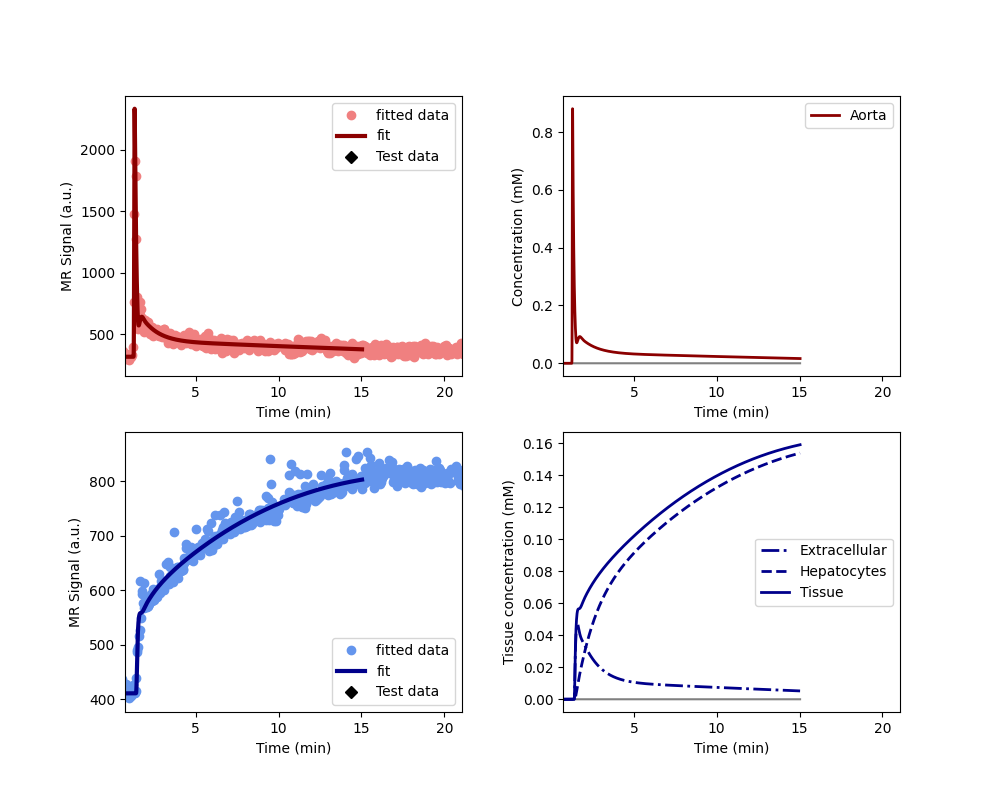 MR Signal (a.u.)
2000
1500
1000
500
fitted data
fit
Test data
5
10
15
20
Time (min)
Concentration (mM)
0.8
0.6
0.4
0.2
0.0
Aorta
5
10
15
20
Time (min)
MR Signal (a.u.)
800
700
600
500
400
fitted data
fit
Test data
5
10
15
20
Time (min)
Tissue concentration (mM)
0.16
0.14
0.12
0.10
0.08
0.06
0.04
0.02
0.00
Extracellular
Hepatocytes
Tissue
5
10
15
20
Time (min)